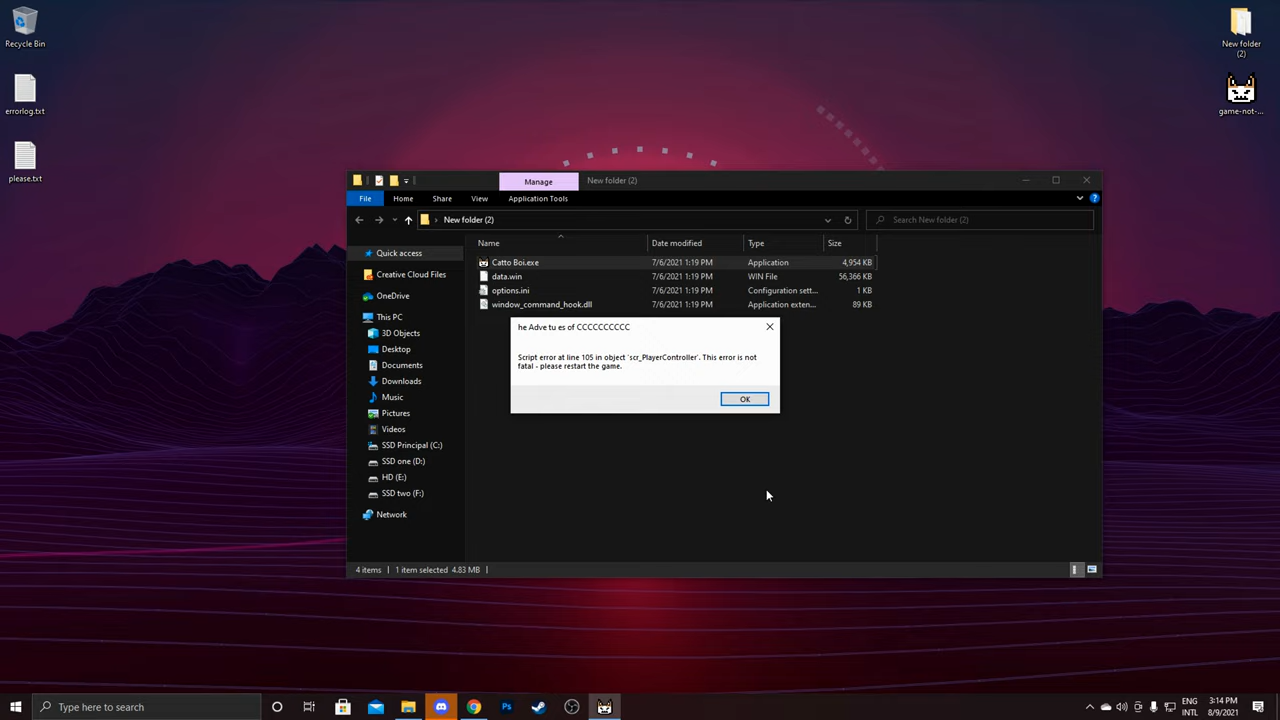 Recycle Bin
errorlog.txt
please.txt
New folder
(2)
game-not-...
Manage
New folder (2)
File
Home
Share
View
Application Tools
New folder (2)
Search New folder (2)
Name
Date modified
Type
Size
Catto Boi.exe
7/6/2021 1:19 PM
Application
4,954 KB
data.win
7/6/2021 1:19 PM
WIN File
56,366 KB
options.ini
7/6/2021 1:19 PM
Configuration sett...
1 KB
window_command_hook.dll
7/6/2021 1:19 PM
Application exten...
89 KB
Quick access
Creative Cloud Files
OneDrive
This PC
3D Objects
Desktop
Documents
Downloads
Music
Pictures
Videos
SSD Principal (C:)
SSD one (D:)
HD (E:)
SSD two (F:)
Network
he Adve tu es of CCCCCCCCCC
Script error at line 105 in object `scr_PlayerController`. This error is not
fatal - please restart the game.
OK
4 items
1 item selected 4.83 MB
Type here to search
Ps
ENG
INTL
3:14 PM
8/9/2021